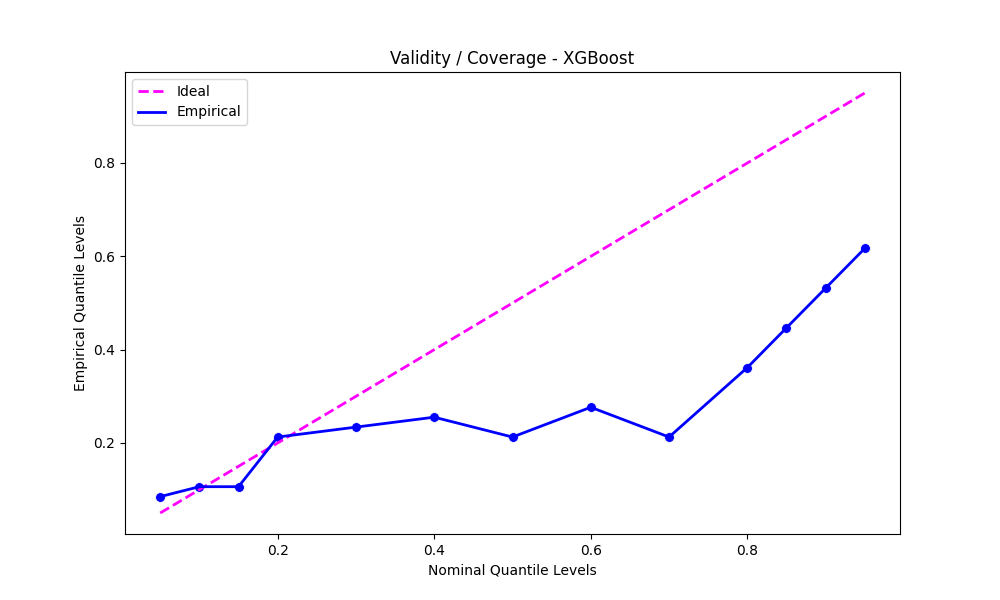 Validity / Coverage - XGBoost
Ideal
Empirical
Empirical Quantile Levels
0.8
0.6
0.4
0.2
0.2
0.4
0.6
0.8
Nominal Quantile Levels